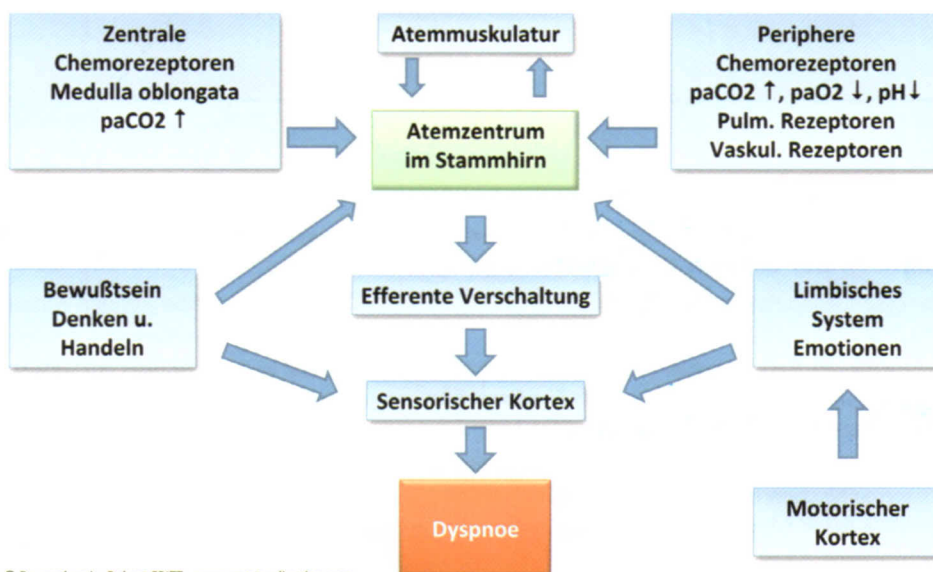 Zentrale
Chemorezeptoren
Medulla oblongata
paCO2 ↑
Atemmuskulatur
Periphere
Chemorezeptoren
paCO2 ↑, paO2 ↓, pH↓
Pulm. Rezeptoren
Vaskul. Rezeptoren
Atemzentrum
im Stammhirn
Bewußtsein
Denken u.
Handeln
Efferente Verschaltung
Limbisches
System
Emotionen
Sensorischer Kortex
Dyspnoe
Motorischer
Kortex